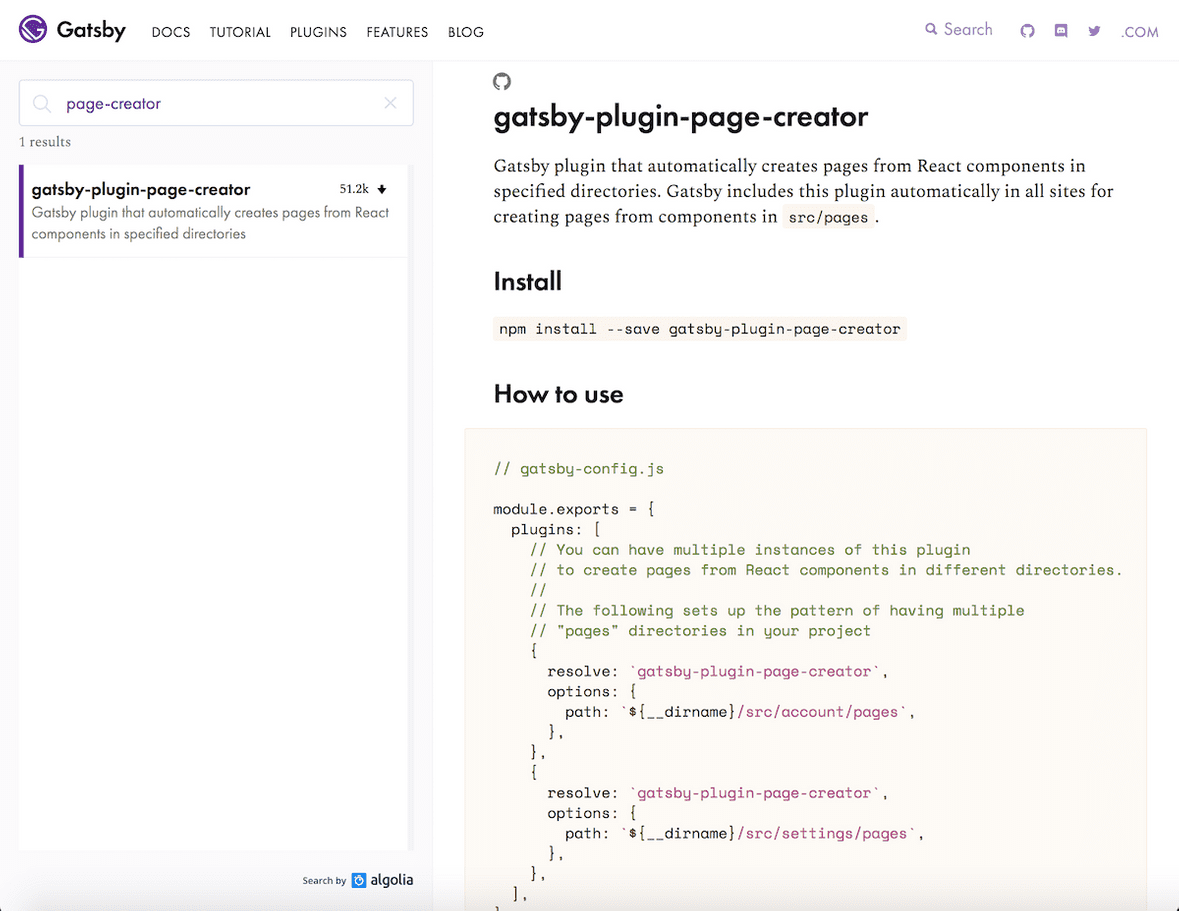 Gatsby DOCS TUTORIAL PLUGINS FEATURES BLOG Search .COM
page-creator
1 results
gatsby-plugin-page-creator 51.2k
Gatsby plugin that automatically creates pages from React
components in specified directories
Search by algolia
gatsby-plugin-page-creator
Gatsby plugin that automatically creates pages from React components in
specified directories. Gatsby includes this plugin automatically in all sites for
creating pages from components in src/pages .
Install
npm install --save gatsby-plugin-page-creator
How to use
// gatsby-config.js
module.exports = {
  plugins: [
    // You can have multiple instances of this plugin
    // to create pages from React components in different directories.
    //
    // The following sets up the pattern of having multiple
    // "pages" directories in your project
    {
      resolve: `gatsby-plugin-page-creator`,
      options: {
        path: `${__dirname}/src/account/pages`,
      },
    },
    {
      resolve: `gatsby-plugin-page-creator`,
      options: {
        path: `${__dirname}/src/settings/pages`,
      },
    },
  ],